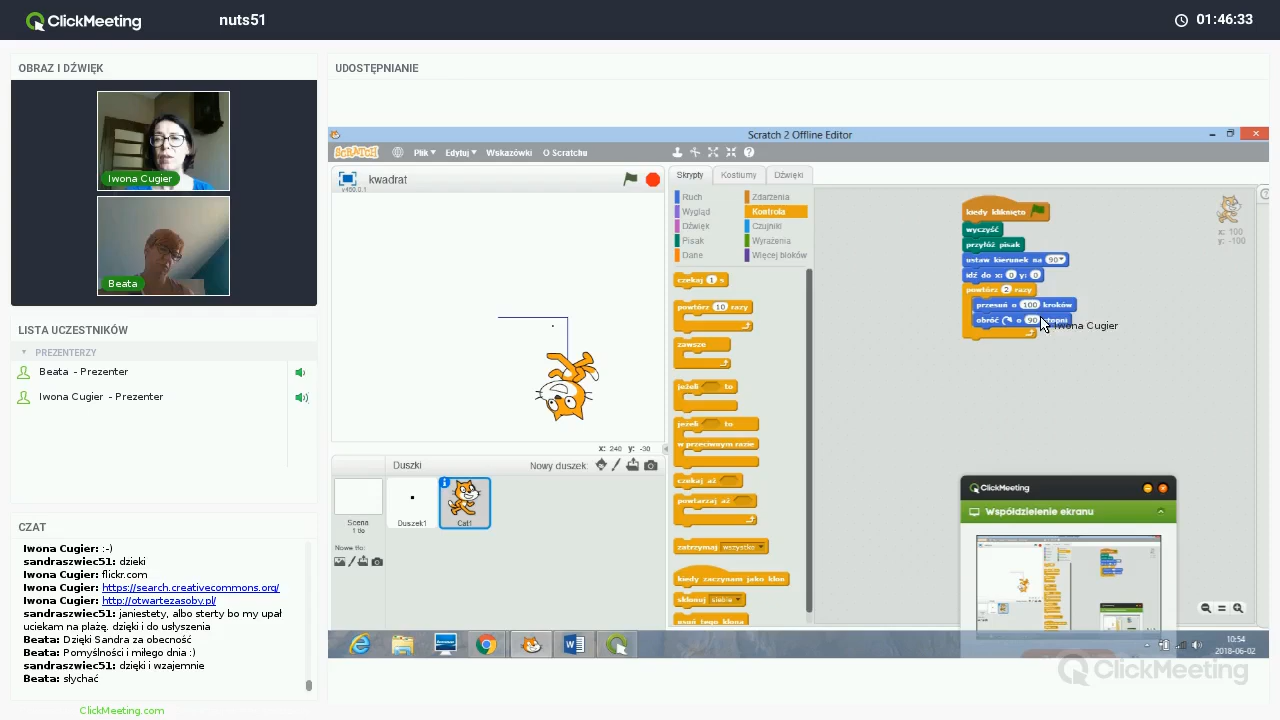 ClickMeeting
nuts51
01:46:33
OBRAZ I DŹWIĘK
Iwona Cugier
Beata
LISTA UCZESTNIKÓW
PREZENTERZY
Beata - Prezenter
Iwona Cugier - Prezenter
CZAT
Iwona Cugier: :-)
sandraszwiec51: dzieki
Iwona Cugier: flickr.com
Iwona Cugier: https://search.creativecommons.org/
Iwona Cugier: http://otwartezasoby.pl/
sandraszwiec51: janiestety, albo sterty bo my upał
uciekam na plażę. dzięki i do usłyszenia
Beata: Dzięki Sandra za obecność
Beata: Pomyślności i miłego dnia :)
sandraszwiec51: dzięki i wzajemnie
Beata: słychać
ClickMeeting.com
UDOSTĘPNIANIE
Scratch 2 Offline Editor
SCRATCH
Plik
Edytuj
Wskazówki
O Scratchu
kwadrat
v460.0.1
x: 240 y: -30
Duszki
Nowy duszek:
Scena
1 tło
Nowe tło:
Duszek1
Cat1
Skrypty
Kostiumy
Dźwięki
Ruch
Zdarzenia
Wygląd
Kontrola
Dźwięk
Czujniki
Pisak
Wyrażenia
Dane
Więcej bloków
czekaj 1 s
powtórz 10 razy
zawsze
jeżeli to
jeżeli to
w przeciwnym razie
czekaj aż
powtarzaj aż
zatrzymaj wszystko
kiedy zaczynam jako klon
sklonuj siebie
usuń tego klona
kiedy kliknięto
wyczyść
przyłóż pisak
ustaw kierunek na 90
idź do x: 0 y: 0
powtórz 2 razy
przesuń o 100 kroków
obróć o 90 stopni
Iwona Cugier
x: 100
y: -100
ClickMeeting
Współdzielenie ekranu
10:54
2018-06-02
ClickMeeting